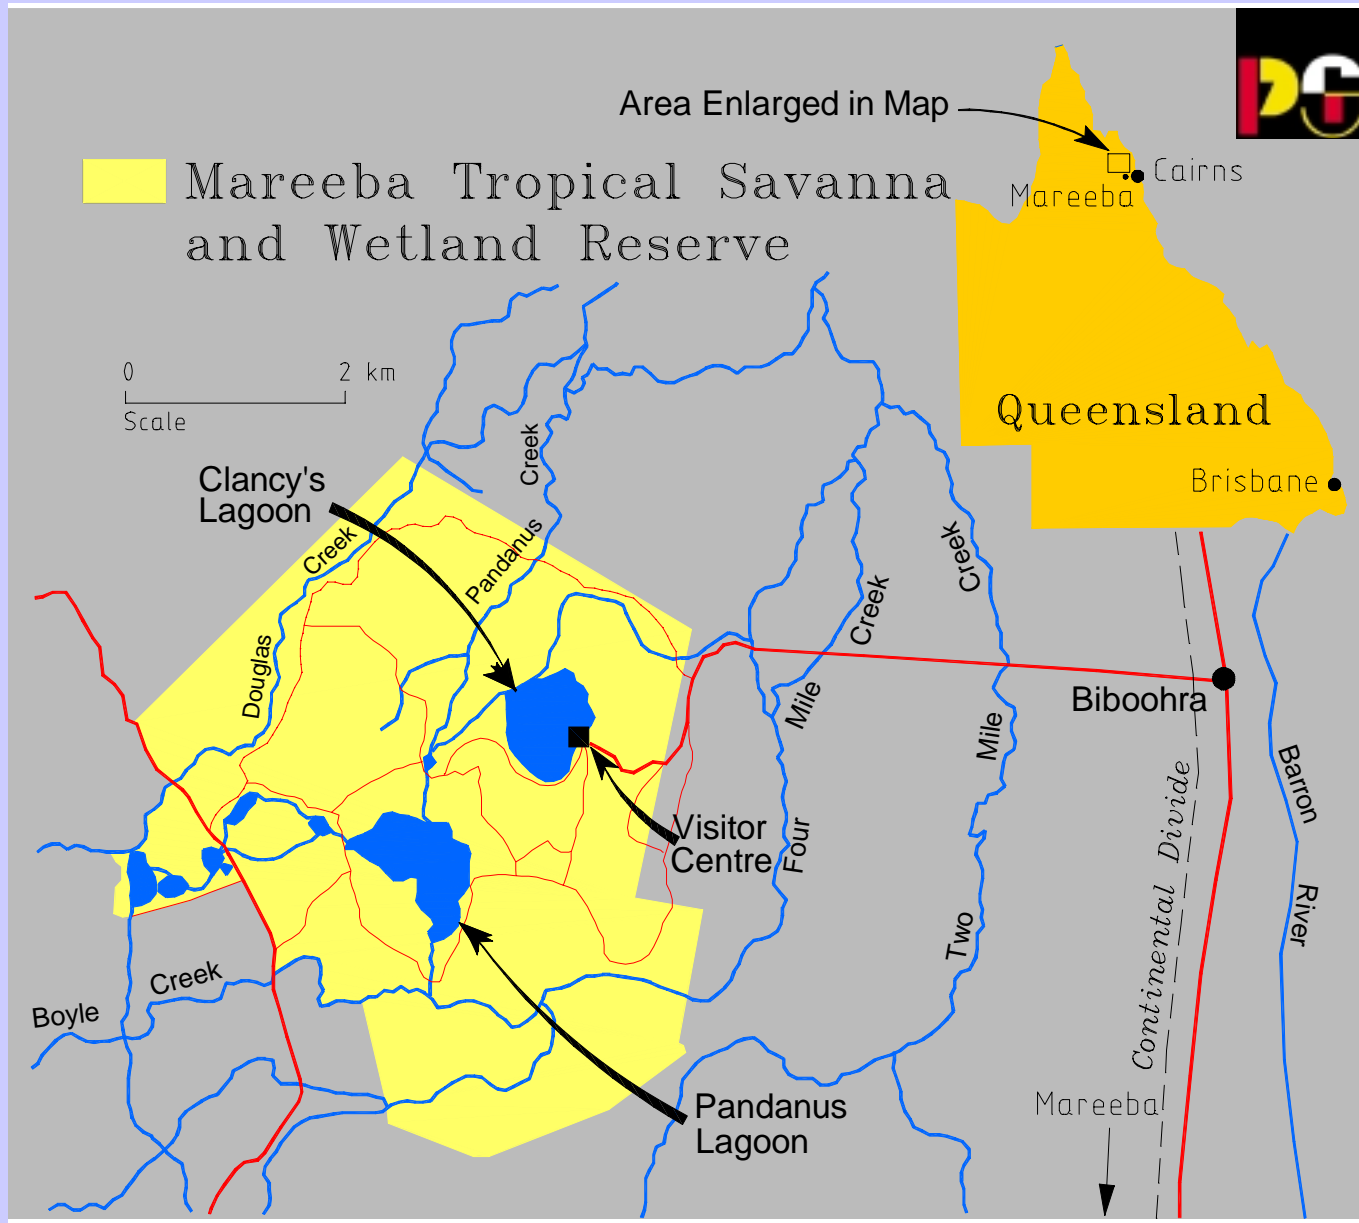 Area Enlarged in Map
PG
Cairns
Mareeba
Mareeba Tropical Savanna
and Wetland Reserve
0 2 km
Scale
Queensland
Brisbane
Clancy's
Lagoon
Creek
Pandanus
Creek
Douglas
Creek
Mile
Four
Creek
Mile
Two
Biboohra
Barron
River
Continental Divide
Visitor
Centre
Boyle
Creek
Pandanus
Lagoon
Mareeba